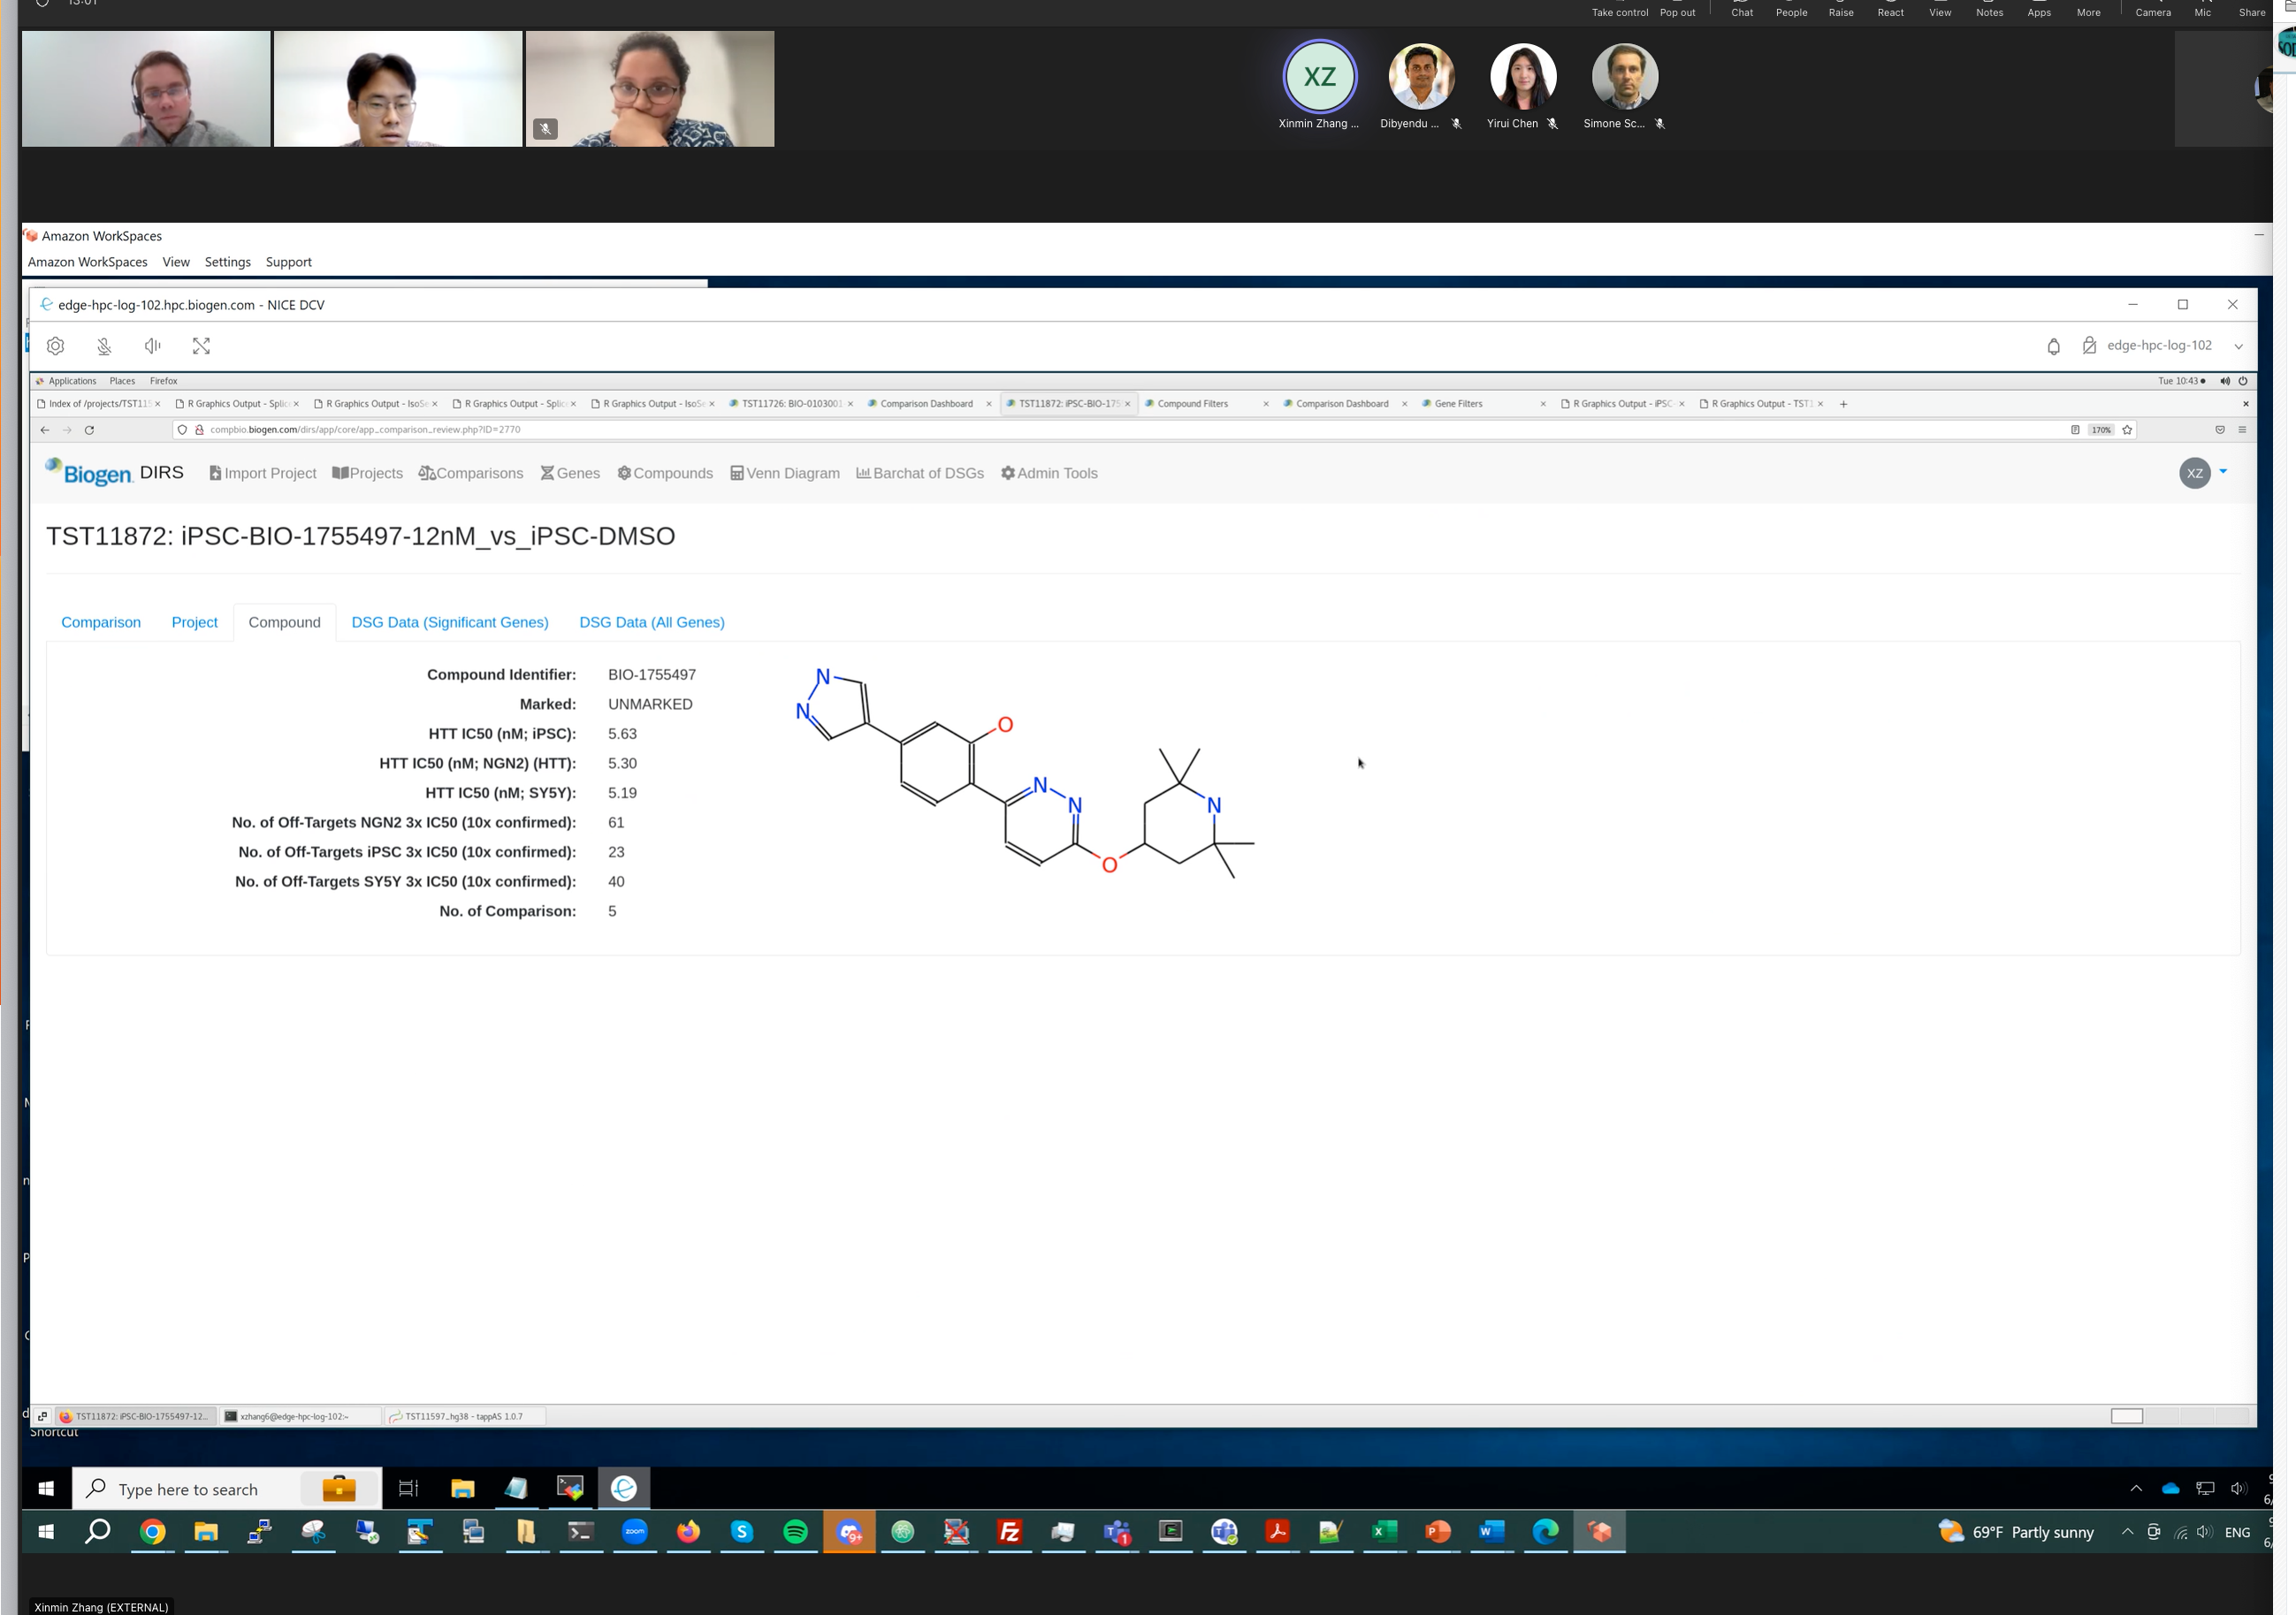 Take control Pop out Chat People Raise React View Notes Apps More Camera Mic Share
XZ
Xinmin Zhang ... Dibyendu ... Yirui Chen Simone Sc...
Amazon WorkSpaces
Amazon WorkSpaces View Settings Support
edge-hpc-log-102.hpc.biogen.com - NICE DCV
edge-hpc-log-102
Applications Places Firefox Tue 10:43
Index of /projects/TST115 R Graphics Output - Splice R Graphics Output - IsoSe R Graphics Output - Splice R Graphics Output - IsoSe TST11726: BIO-0103001 Comparison Dashboard TST11872: iPSC-BIO-175 Compound Filters Comparison Dashboard Gene Filters R Graphics Output - iPSC- R Graphics Output - TST1
compbio.biogen.com/dirs/app/core/app_comparison_review.php?ID=2770 170%
Biogen. DIRS Import Project Projects Comparisons Genes Compounds Venn Diagram Barchat of DSGs Admin Tools XZ
TST11872: iPSC-BIO-1755497-12nM_vs_iPSC-DMSO
Comparison Project Compound DSG Data (Significant Genes) DSG Data (All Genes)
Compound Identifier: BIO-1755497
Marked: UNMARKED
HTT IC50 (nM; iPSC): 5.63
HTT IC50 (nM; NGN2) (HTT): 5.30
HTT IC50 (nM; SY5Y): 5.19
No. of Off-Targets NGN2 3x IC50 (10x confirmed): 61
No. of Off-Targets iPSC 3x IC50 (10x confirmed): 23
No. of Off-Targets SY5Y 3x IC50 (10x confirmed): 40
No. of Comparison: 5
N
N
O
N
N
N
O
TST11872: iPSC-BIO-1755497-12... xzhang6@edge-hpc-log-102:~ TST11597_hg38 - tappAS 1.0.7
Shortcut
Type here to search
zoom
69°F Partly sunny ENG
Xinmin Zhang (EXTERNAL)